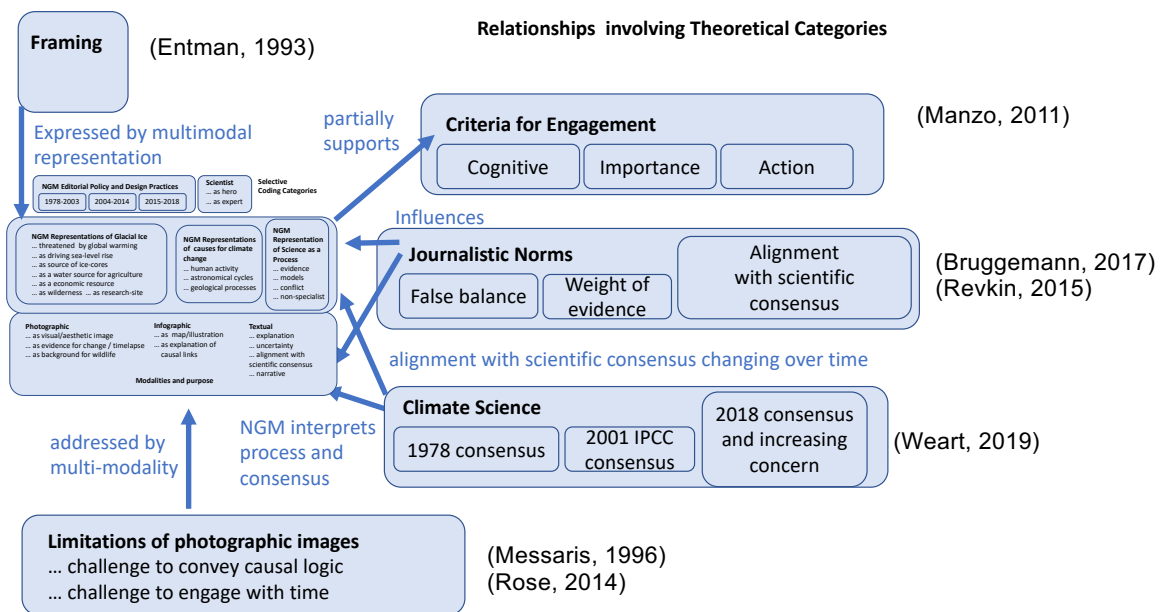 Relationships involving Theoretical Categories
Framing
(Entman, 1993)
Expressed by multimodal
representation
partially
supports
Criteria for Engagement
Cognitive
Importance
Action
(Manzo, 2011)
NGM Editorial Policy and Design Practices
1978-2003
2004-2014
2015-2018
Scientist
... as hero
... as expert
Selective
Coding Categories
NGM Representations of Glacial Ice
... threatened by global warming
... as driving sea-level rise
... as source of ice-cores
... as a water source for agriculture
... as a economic resource
... as wilderness ... as research-site
NGM Representations
of causes for climate
change
... human activity
... astronomical cycles
... geological processes
NGM
Representation
of Science as a
Process
... evidence
... models
... conflict
... non-specialist
Influences
Journalistic Norms
False balance
Weight of
evidence
Alignment
with scientific
consensus
(Bruggemann, 2017)
(Revkin, 2015)
Photographic
... as visual/aesthetic image
... as evidence for change / timelapse
... as background for wildlife
Infographic
... as map/illustration
... as explanation of
causal links
Textual
... explanation
... uncertainty
... alignment with
scientific consensus
... narrative
Modalities and purpose
alignment with scientific consensus changing over time
Climate Science
1978 consensus
2001 IPCC
consensus
2018 consensus
and increasing
concern
(Weart, 2019)
addressed by
multi-modality
NGM interprets
process and
consensus
Limitations of photographic images
... challenge to convey causal logic
... challenge to engage with time
(Messaris, 1996)
(Rose, 2014)